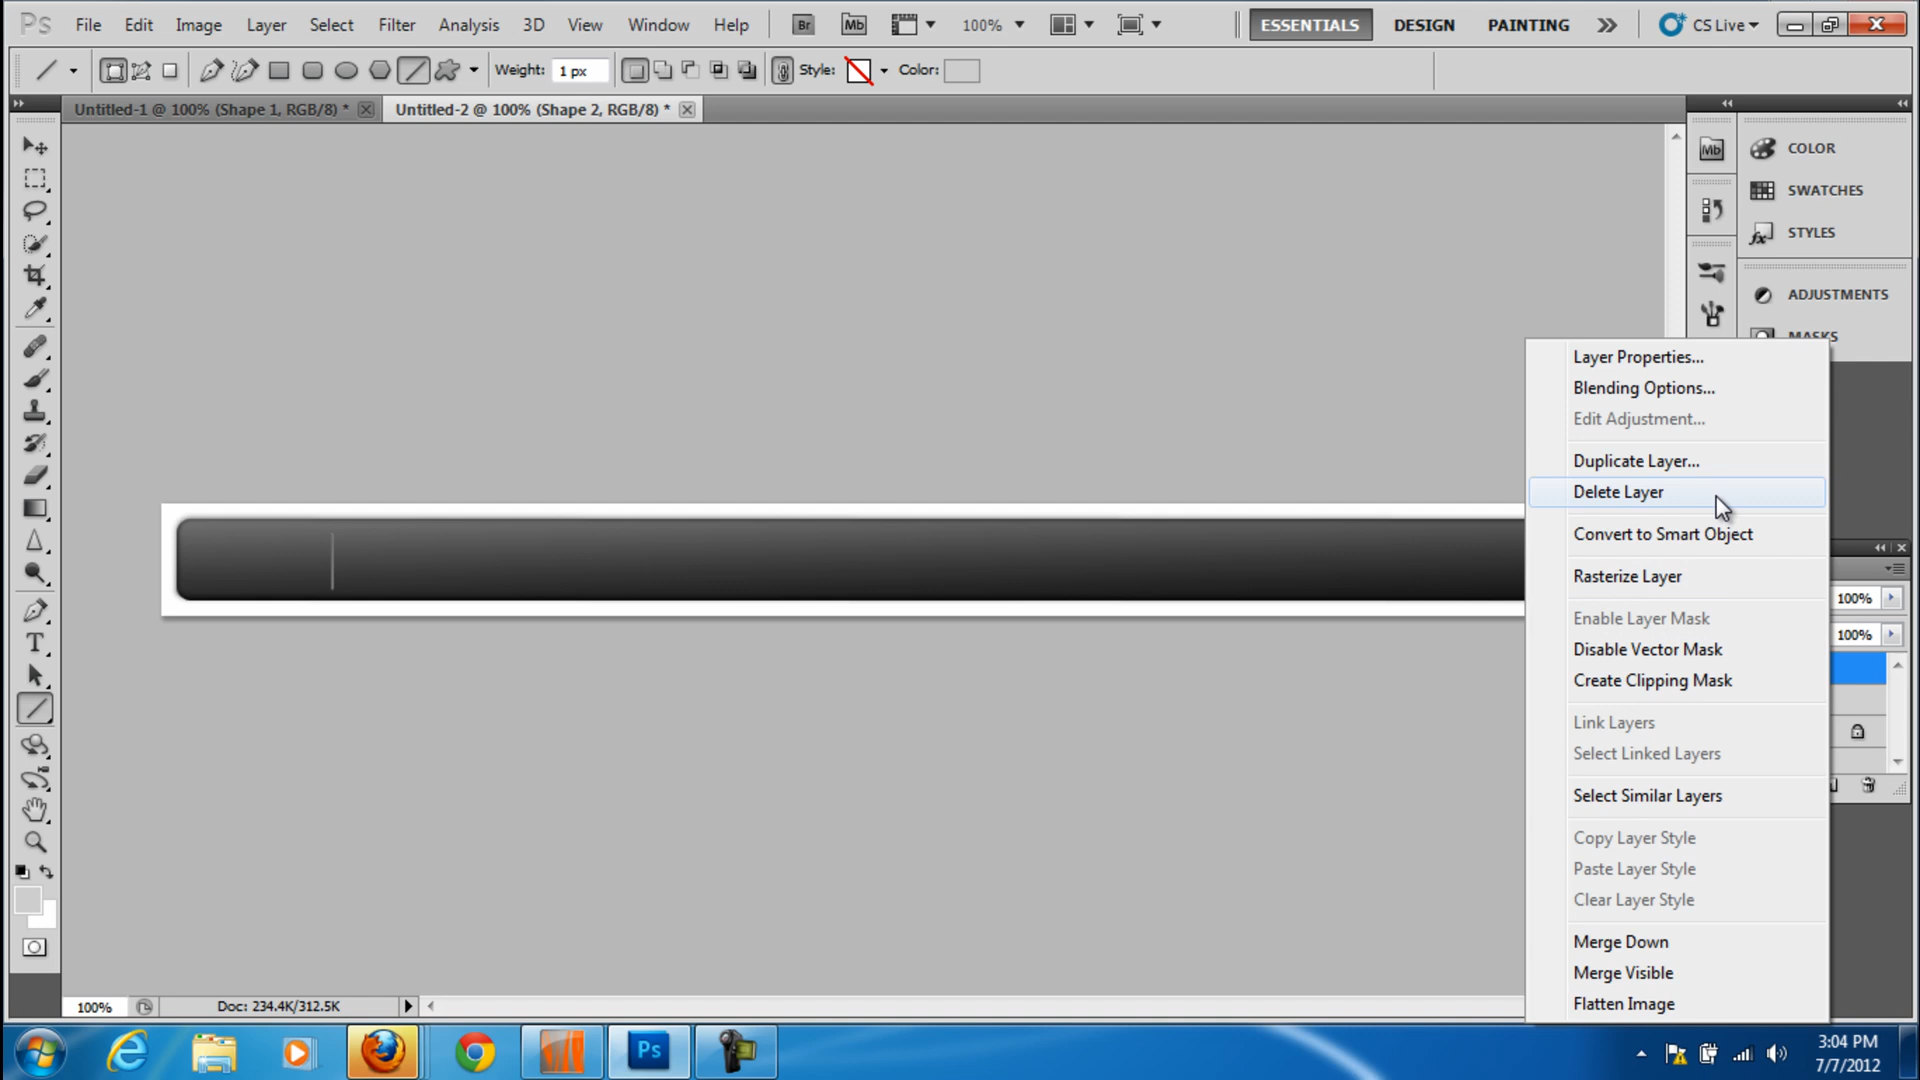 Ps File Edit Image Layer Select Filter Analysis 3D View Window Help Br Mb 100% ESSENTIALS DESIGN PAINTING CS Live
Weight: 1 px Style: Color:
Untitled-1 @ 100% (Shape 1, RGB/8) * Untitled-2 @ 100% (Shape 2, RGB/8) *
Mb COLOR
SWATCHES
STYLES
ADJUSTMENTS
MASKS
Layer Properties...
Blending Options...
Edit Adjustment...
Duplicate Layer...
Delete Layer
Convert to Smart Object
Rasterize Layer
100%
Enable Layer Mask
100%
Disable Vector Mask
Create Clipping Mask
Link Layers
Select Linked Layers
Select Similar Layers
Copy Layer Style
Paste Layer Style
Clear Layer Style
Merge Down
Merge Visible
Flatten Image
100% Doc: 234.4K/312.5K
Ps
3:04 PM
7/7/2012